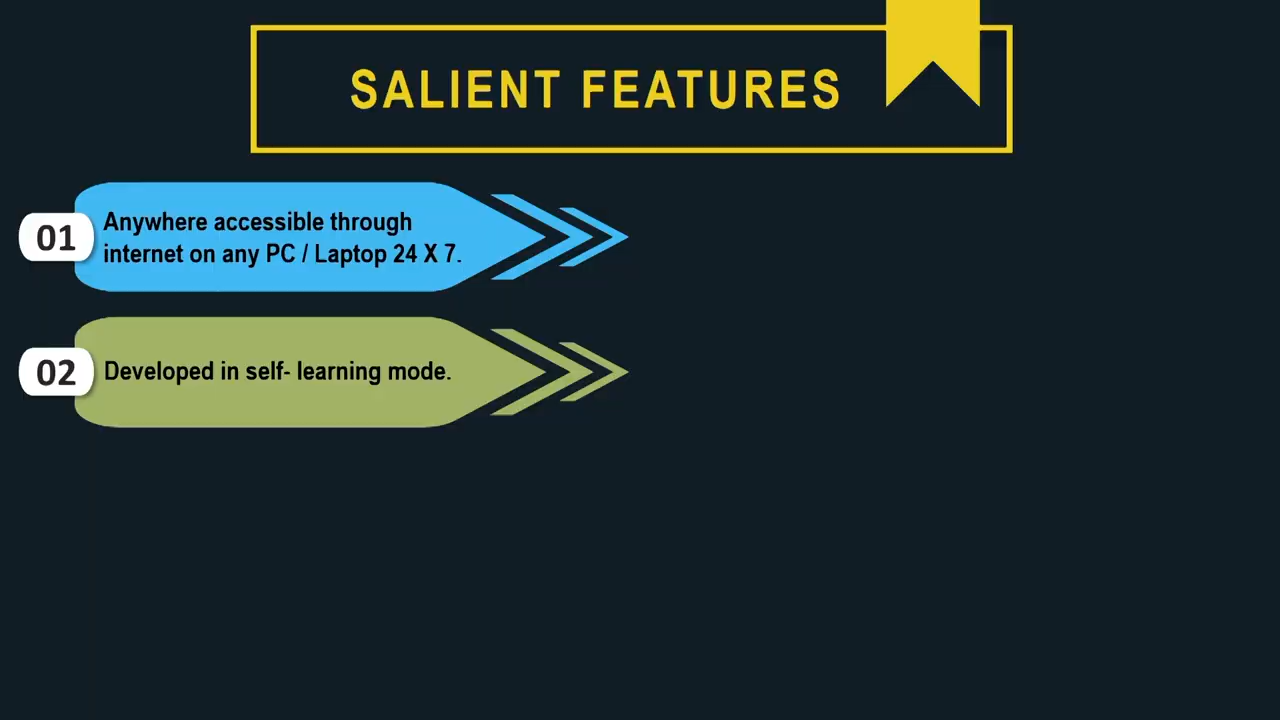 SALIENT FEATURES
01
Anywhere accessible through
internet on any PC / Laptop 24 X 7.
02
Developed in self- learning mode.